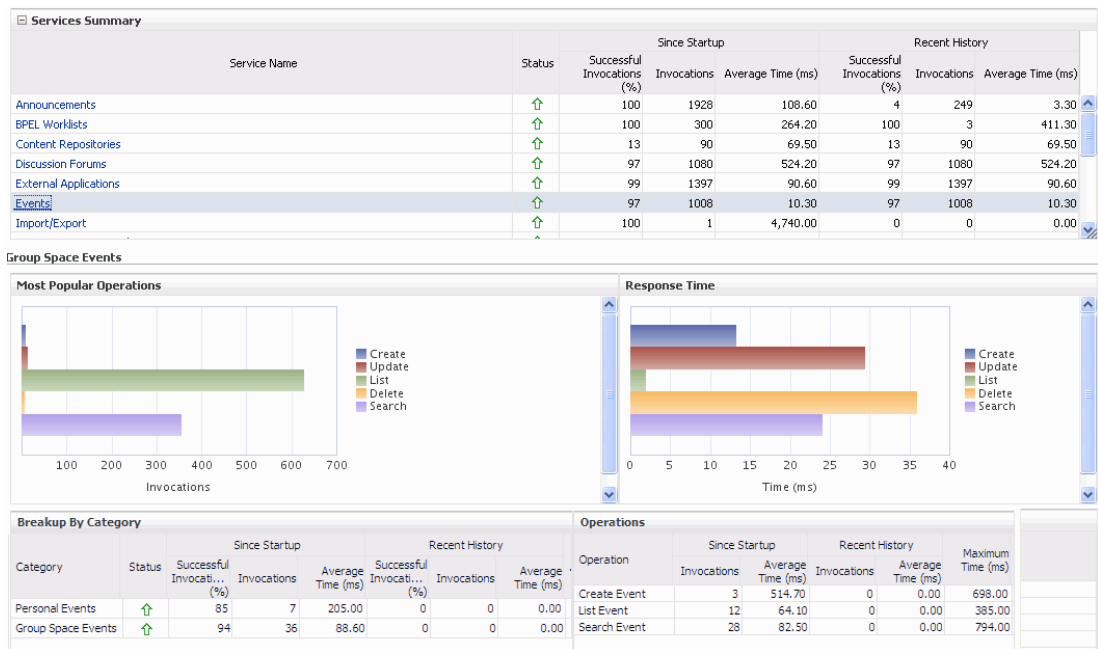 Services Summary
Since Startup Recent History
Service Name Status Successful Invocations (%) Invocations Average Time (ms) Successful Invocations (%) Invocations Average Time (ms)
Announcements 100 1928 108.60 4 249 3.30
BPEL Worklists 100 300 264.20 100 3 411.30
Content Repositories 13 90 69.50 13 90 69.50
Discussion Forums 97 1080 524.20 97 1080 524.20
External Applications 99 1397 90.60 99 1397 90.60
Events 97 1008 10.30 97 1008 10.30
Import/Export 100 1 4,740.00 0 0 0.00
Group Space Events
Most Popular Operations
Create
Update
List
Delete
Search
100 200 300 400 500 600 700
Invocations
Response Time
Create
Update
List
Delete
Search
0 5 10 15 20 25 30 35 40
Time (ms)
Breakup By Category
Since Startup Recent History
Category Status Successful Invocati... (%) Invocations Average Time (ms) Successful Invocati... (%) Invocations Average Time (ms)
Personal Events 85 7 205.00 0 0 0.00
Group Space Events 94 36 88.60 0 0 0.00
Operations
Since Startup Recent History
Operation Invocations Average Time (ms) Invocations Average Time (ms) Maximum Time (ms)
Create Event 3 514.70 0 0.00 698.00
List Event 12 64.10 0 0.00 385.00
Search Event 28 82.50 0 0.00 794.00